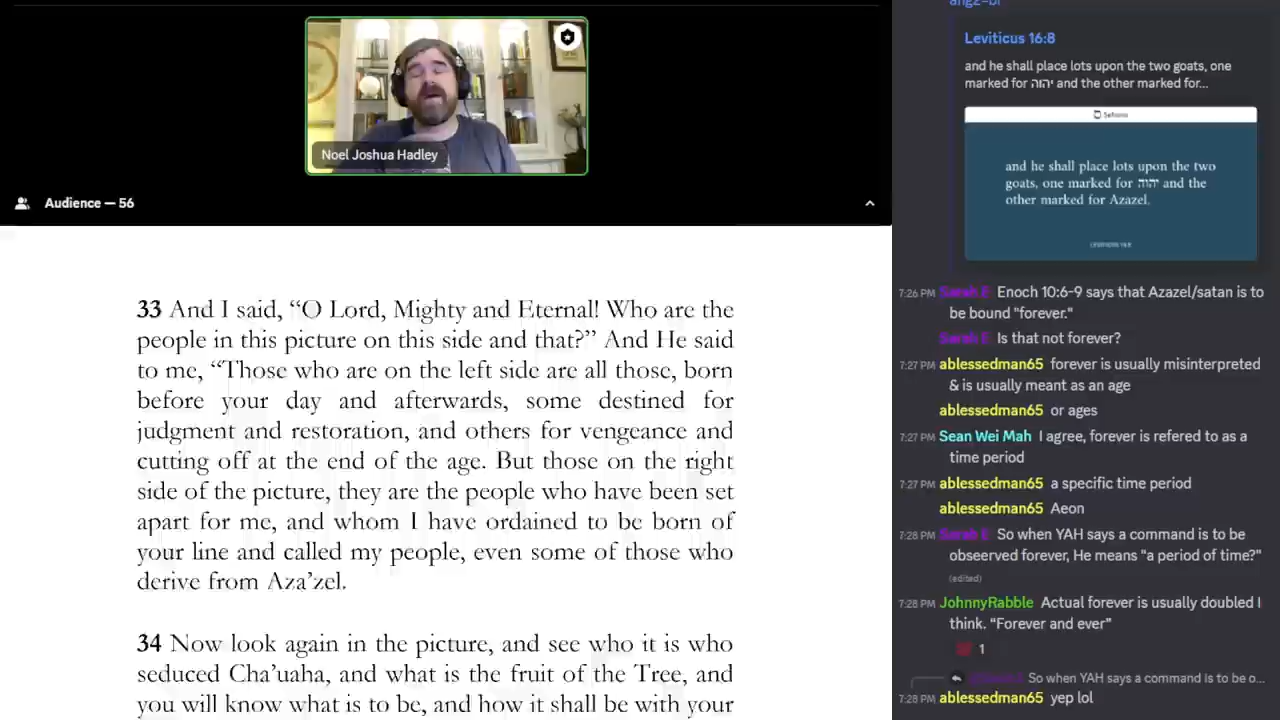 Noel Joshua Hadley
Audience — 56
33 And I said, “O Lord, Mighty and Eternal! Who are the
people in this picture on this side and that?” And He said
to me, “Those who are on the left side are all those, born
before your day and afterwards, some destined for
judgment and restoration, and others for vengeance and
cutting off at the end of the age. But those on the right
side of the picture, they are the people who have been set
apart for me, and whom I have ordained to be born of
your line and called my people, even some of those who
derive from Aza’zel.
34 Now look again in the picture, and see who it is who
seduced Cha’uaha, and what is the fruit of the Tree, and
you will know what is to be, and how it shall be with your
Leviticus 16:8
and he shall place lots upon the two goats, one
marked for יהוה and the other marked for...
Sefaria
and he shall place lots upon the two
goats, one marked for יהוה and the
other marked for Azazel.
LEVITICUS 16:8
7:26 PM Sarah E Enoch 10:6-9 says that Azazel/satan is to
be bound "forever."
Sarah E Is that not forever?
7:27 PM ablessedman65 forever is usually misinterpreted
& is usually meant as an age
ablessedman65 or ages
7:27 PM Sean Wei Mah I agree, forever is refered to as a
time period
7:27 PM ablessedman65 a specific time period
ablessedman65 Aeon
7:28 PM Sarah E So when YAH says a command is to be
obseerved forever, He means "a period of time?"
(edited)
7:28 PM JohnnyRabble Actual forever is usually doubled I
think. “Forever and ever”
1
So when YAH says a command is to be o...
7:28 PM ablessedman65 yep lol